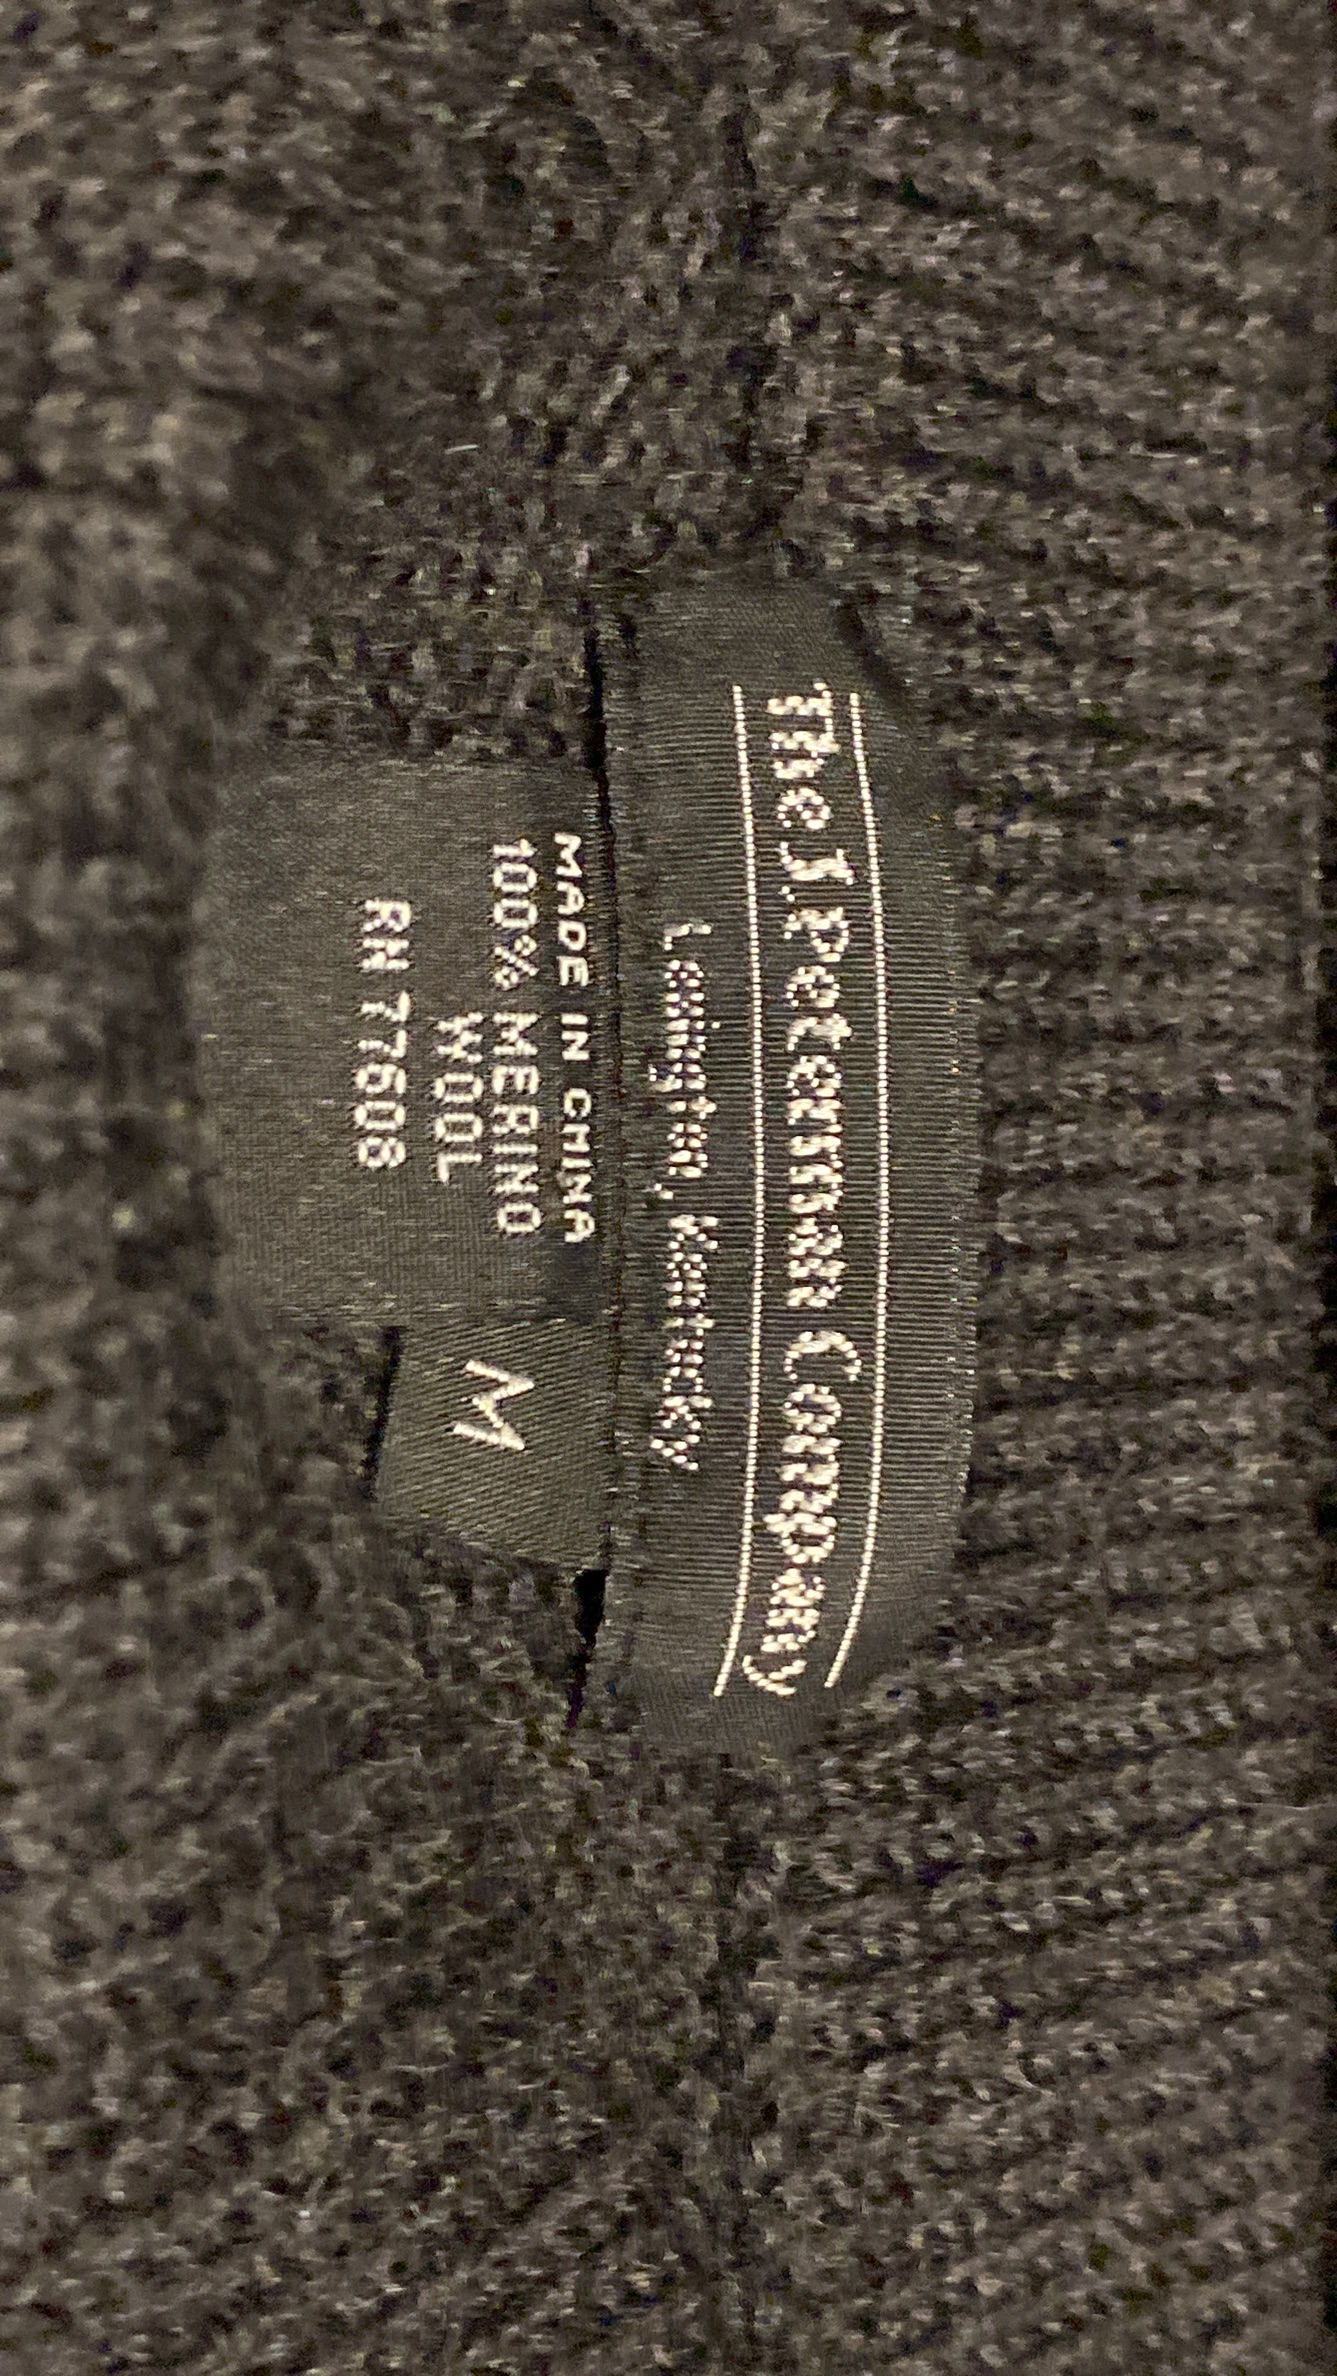 The J. Peterman Company
Lexington, Kentucky
MADE IN CHINA
100% MERINO
WOOL
RN 77608
M